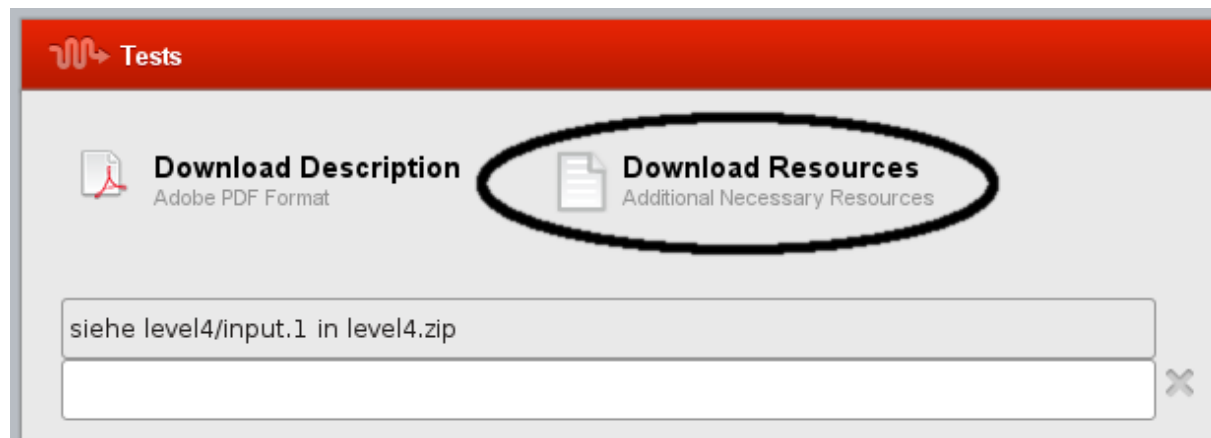 Tests
Download Description
Adobe PDF Format
Download Resources
Additional Necessary Resources
siehe level4/input.1 in level4.zip